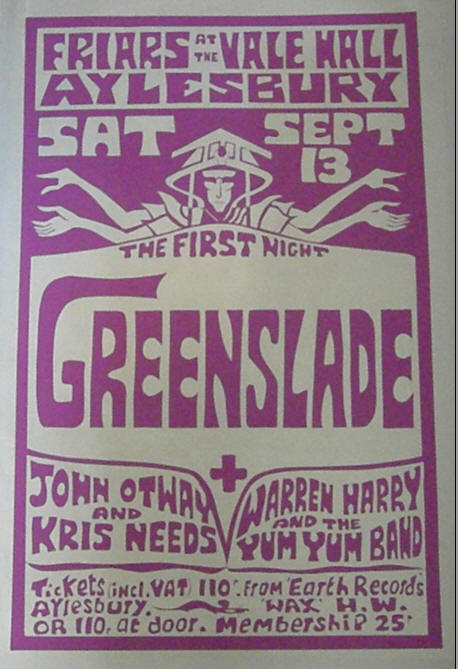 FRIARS AT THE VALE HALL
AYLESBURY
SAT SEPT 13
THE FIRST NIGHT
GREENSLADE
+
JOHN OTWAY AND KRIS NEEDS
WARREN HARRY AND THE YUM YUM BAND
Tickets (incl. VAT) 110p. from Earth Records
Aylesbury. 'WAX' H.W.
OR 110p at door. Membership 25p